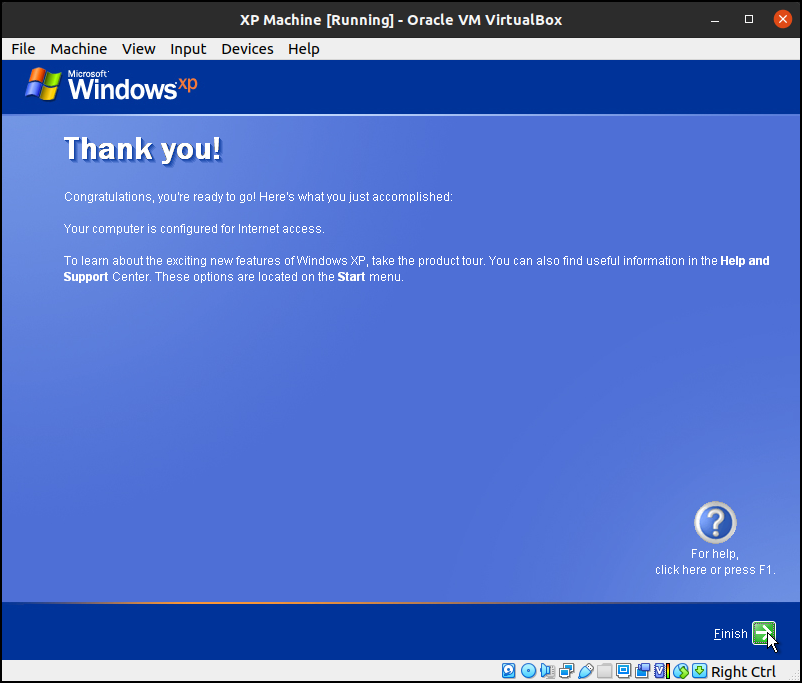 XP Machine [Running] - Oracle VM VirtualBox
File Machine View Input Devices Help
Microsoft
Windows xp
Thank you!
Congratulations, you're ready to go! Here's what you just accomplished:
Your computer is configured for Internet access.
To learn about the exciting new features of Windows XP, take the product tour. You can also find useful information in the Help and
Support Center. These options are located on the Start menu.
?
For help,
click here or press F1.
Finish
Right Ctrl